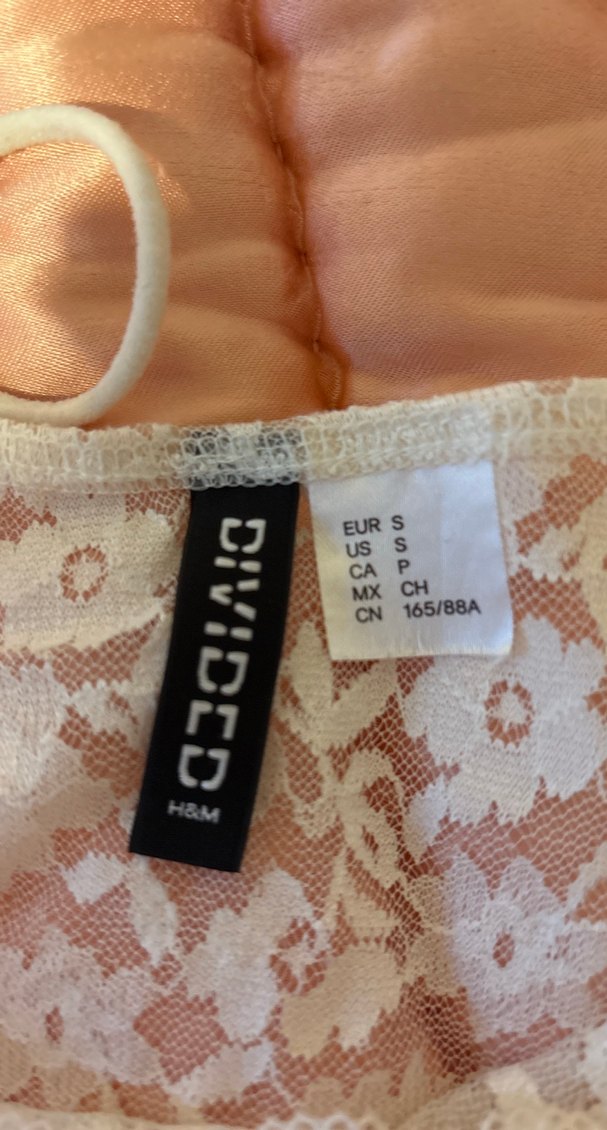 DIVIDED
H&M
EUR S
US S
CA P
MX CH
CN 165/88A